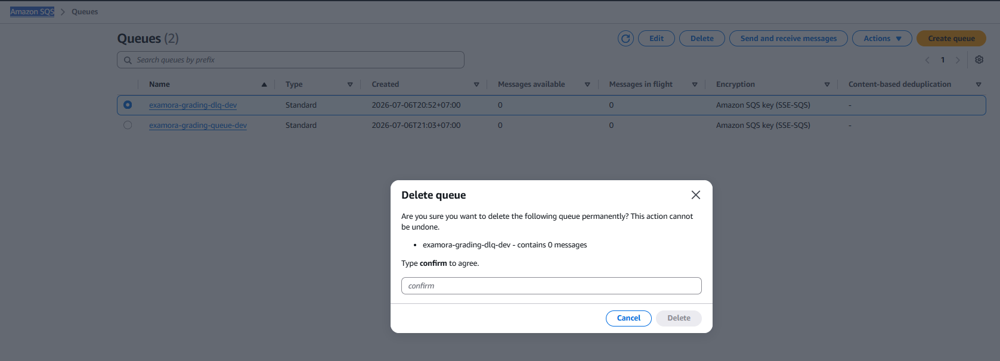 Amazon SQS > Queues
Queues (2)
Edit
Delete
Send and receive messages
Actions
Create queue
Search queues by prefix
1
Name Type Created Messages available Messages in flight Encryption Content-based deduplication
examora-grading-dlq-dev Standard 2026-07-06T20:52+07:00 0 0 Amazon SQS key (SSE-SQS) -
examora-grading-queue-dev Standard 2026-07-06T21:03+07:00 0 0 Amazon SQS key (SSE-SQS) -
Delete queue
Are you sure you want to delete the following queue permanently? This action cannot
be undone.
• examora-grading-dlq-dev - contains 0 messages
Type confirm to agree.
confirm
Cancel
Delete